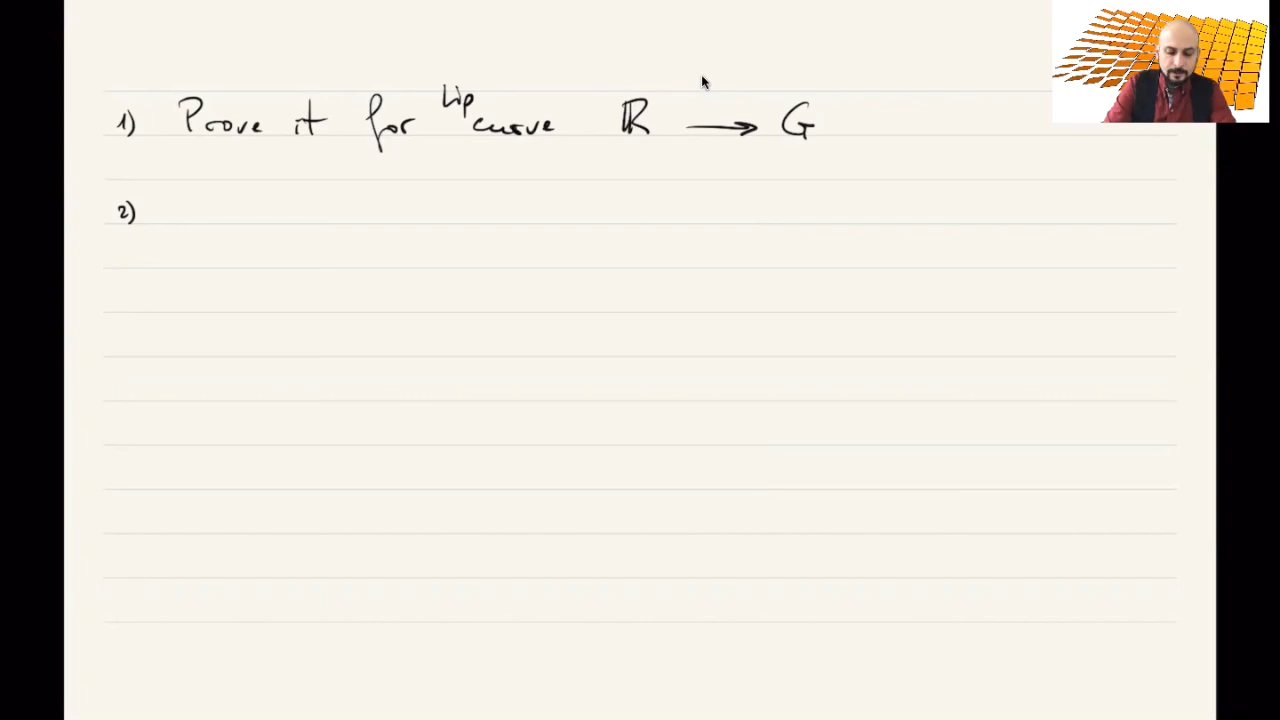 1) Prove it for Lip curve ℝ ⟶ G
2)